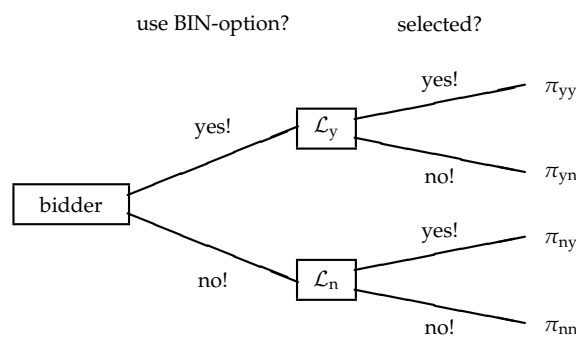 use BIN-option? selected?
yes! π_yy
yes! ℒ_y
no! π_yn
bidder
yes! π_ny
no! ℒ_n
no! π_nn